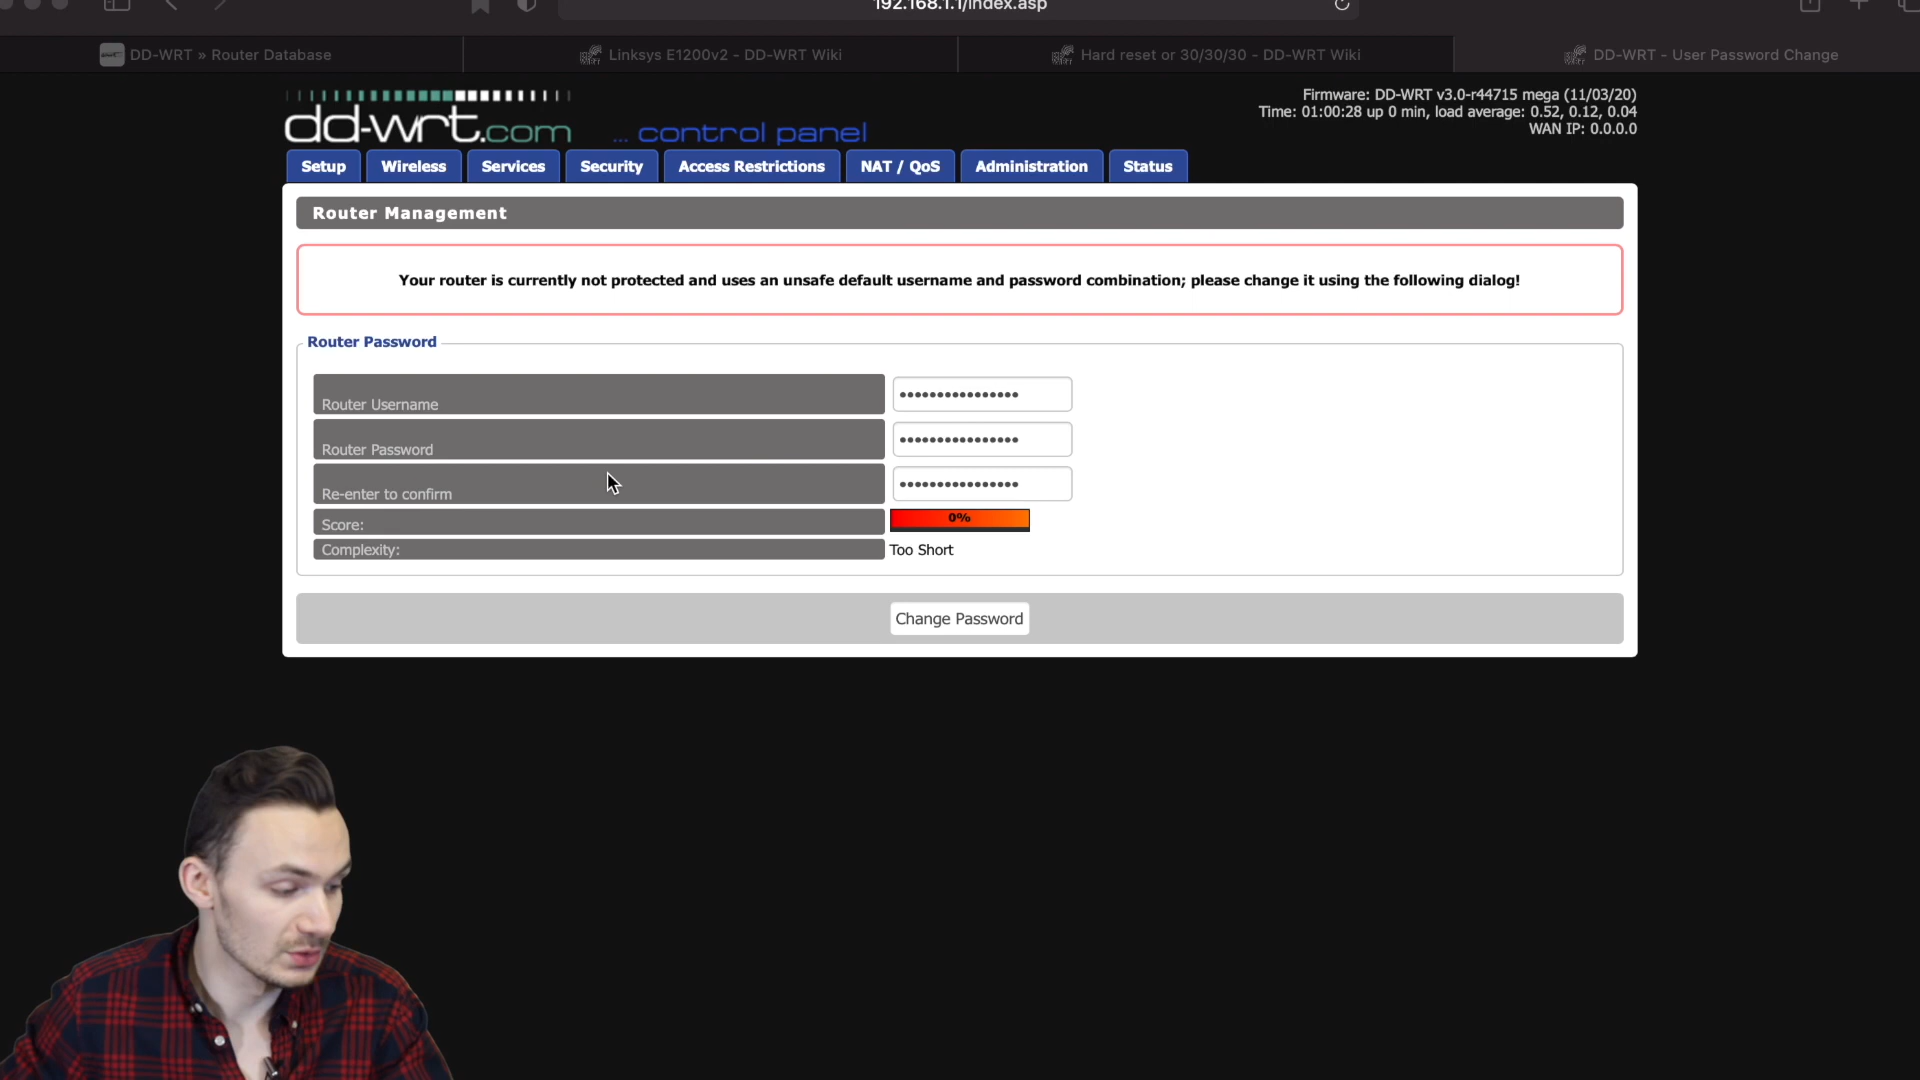 192.168.1.1/index.asp
DD-WRT » Router Database
Linksys E1200v2 - DD-WRT Wiki
Hard reset or 30/30/30 - DD-WRT Wiki
DD-WRT - User Password Change
dd-wrt.com
... control panel
Firmware: DD-WRT v3.0-r44715 mega (11/03/20)
Time: 01:00:28 up 0 min, load average: 0.52, 0.12, 0.04
WAN IP: 0.0.0.0
Setup
Wireless
Services
Security
Access Restrictions
NAT / QoS
Administration
Status
Router Management
Your router is currently not protected and uses an unsafe default username and password combination; please change it using the following dialog!
Router Password
Router Username
Router Password
Re-enter to confirm
Score:
0%
Complexity:
Too Short
Change Password